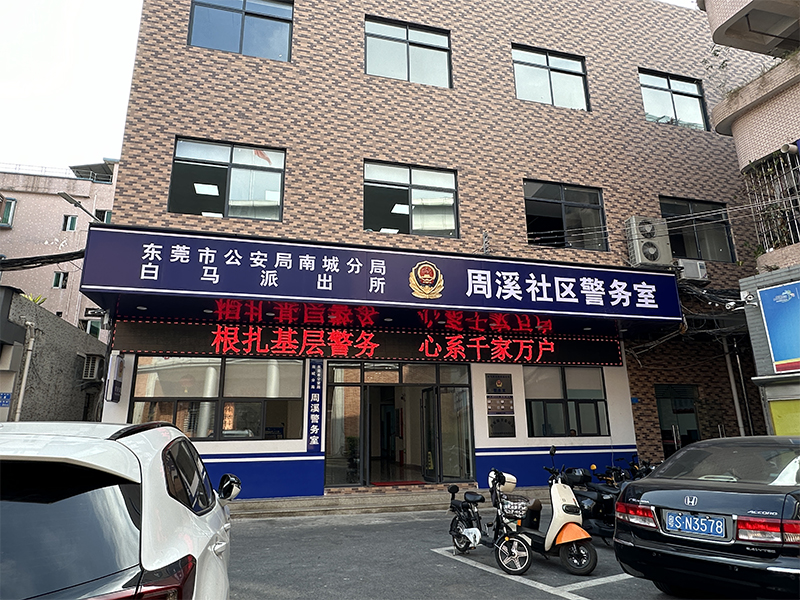 东莞市公安局南城分局
白马派出所
周溪社区警务室
根扎基层警务 心系千家万户
周溪警务室
ACCORD
粤S·N3578